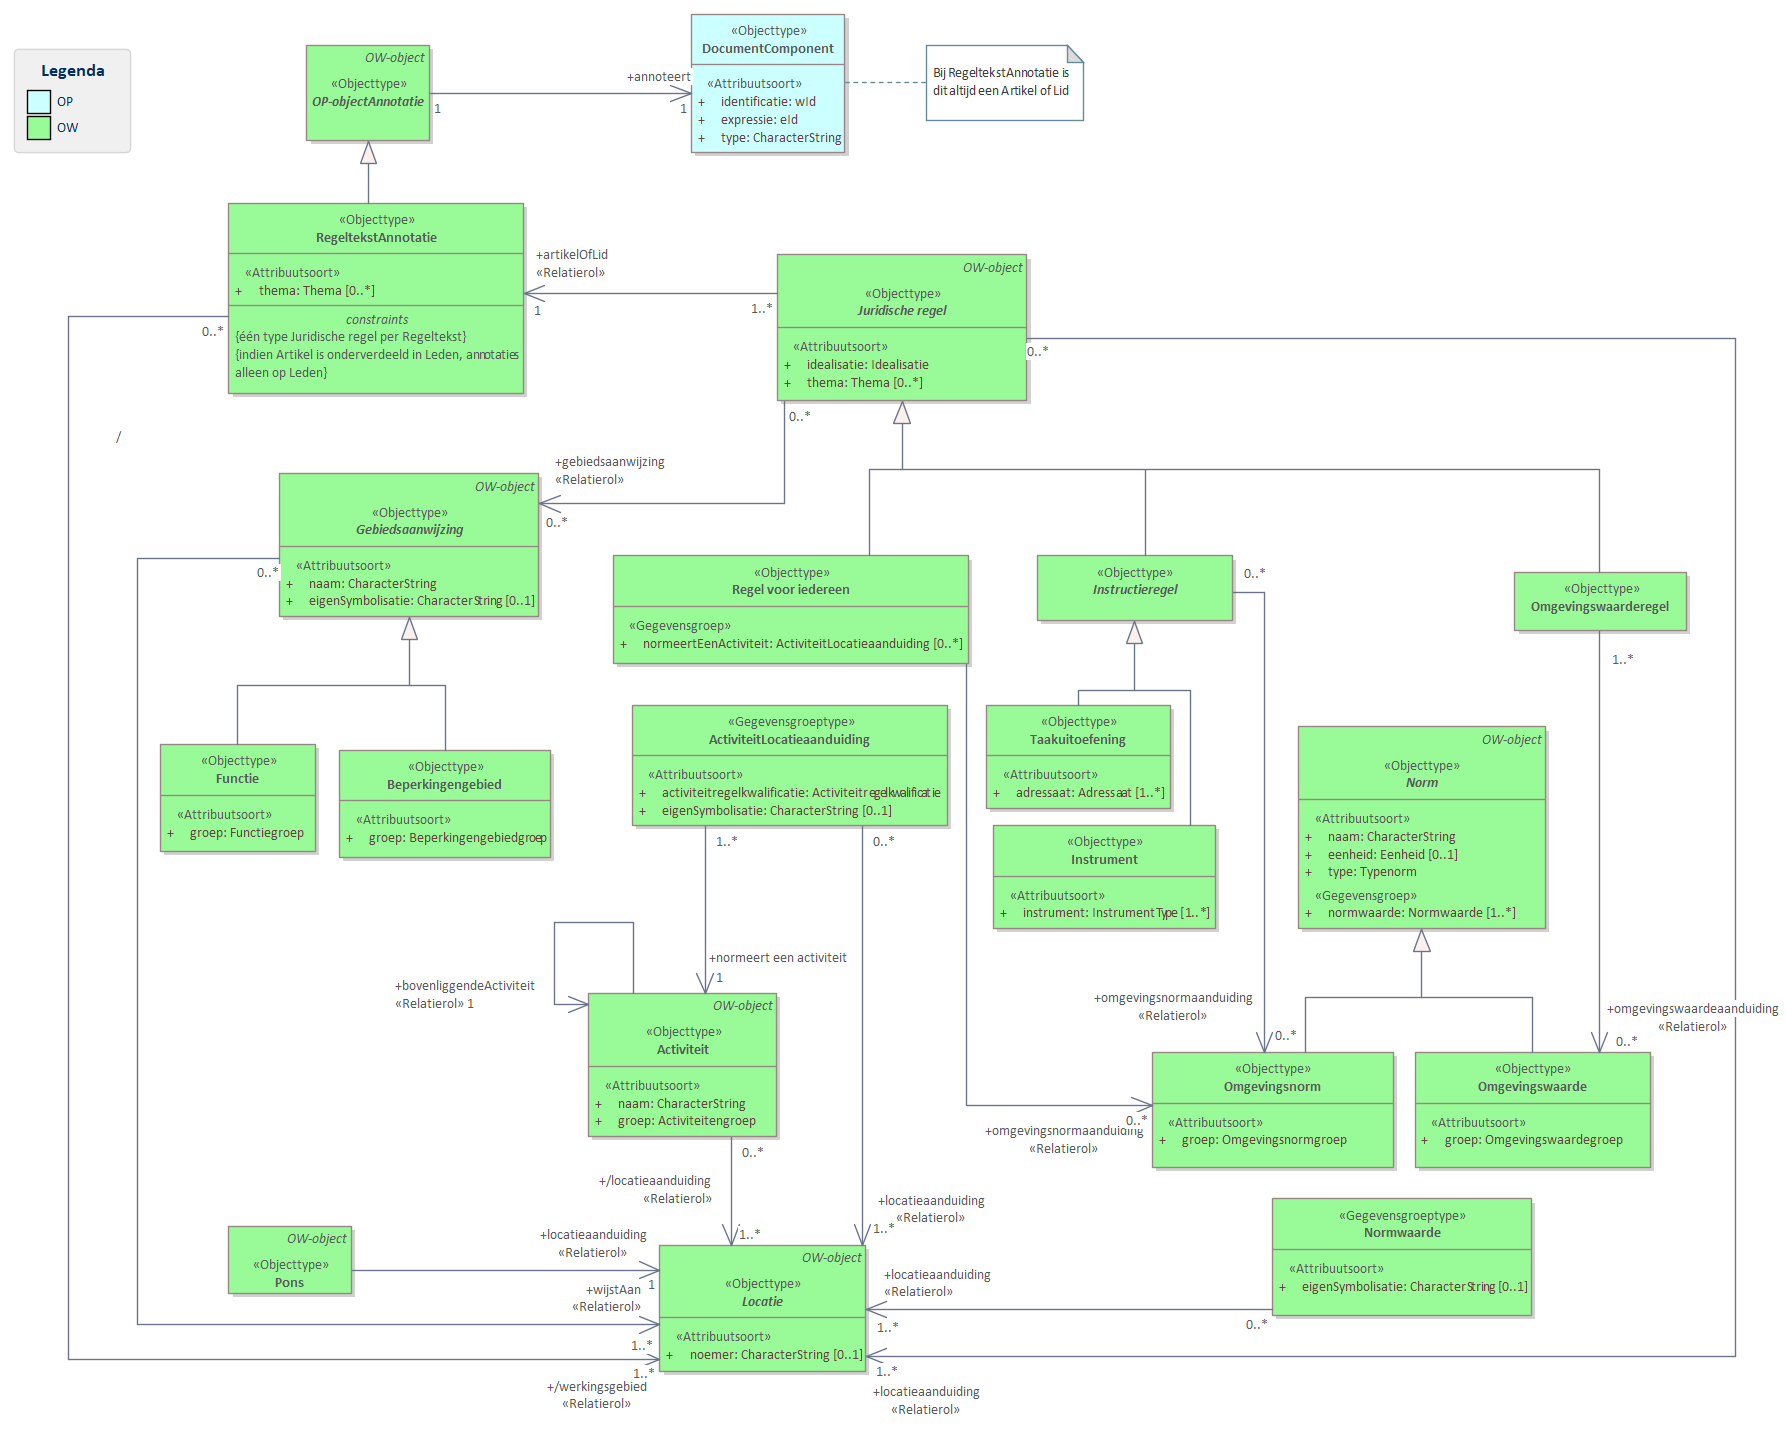 Legenda
OP
OW
OW-object
«Objecttype»
OP-objectAnnotatie
1
+annoteert
1
«Objecttype»
DocumentComponent
«Attribuutsoort»
+ identificatie: wId
+ expressie: eId
+ type: CharacterString
Bij RegeltekstAnnotatie is
dit altijd een Artikel of Lid
«Objecttype»
RegeltekstAnnotatie
«Attribuutsoort»
+ thema: Thema [0..*]
constraints
{één type Juridische regel per Regeltekst}
{indien Artikel is onderverdeeld in Leden, annotaties
alleen op Leden}
0..*
+artikelOfLid
«Relatierol»
1
1..*
OW-object
«Objecttype»
Juridische regel
«Attribuutsoort»
+ idealisatie: Idealisatie
+ thema: Thema [0..*]
0..*
0..*
/
+gebiedsaanwijzing
«Relatierol»
0..*
OW-object
«Objecttype»
Gebiedsaanwijzing
«Attribuutsoort»
+ naam: CharacterString
+ eigenSymbolisatie: CharacterString [0..1]
0..*
«Objecttype»
Regel voor iedereen
«Gegevensgroep»
+ normeertEenActiviteit: ActiviteitLocatieaanduiding [0..*]
«Objecttype»
Instructieregel
0..*
«Objecttype»
Omgevingswaarderegel
1..*
«Objecttype»
Functie
«Attribuutsoort»
+ groep: Functiegroep
«Objecttype»
Beperkingengebied
«Attribuutsoort»
+ groep: Beperkingengebiedgroep
«Gegevensgroeptype»
ActiviteitLocatieaanduiding
«Attribuutsoort»
+ activiteitregelkwalificatie: Activiteitregelkwalificatie
+ eigenSymbolisatie: CharacterString [0..1]
1..*
0..*
«Objecttype»
Taakuitoefening
«Attribuutsoort»
+ adressaat: Adressaat [1..*]
«Objecttype»
Instrument
«Attribuutsoort»
+ instrument: InstrumentType [1..*]
OW-object
«Objecttype»
Norm
«Attribuutsoort»
+ naam: CharacterString
+ eenheid: Eenheid [0..1]
+ type: Typenorm
«Gegevensgroep»
+ normwaarde: Normwaarde [1..*]
+normeert een activiteit
1
+bovenliggendeActiviteit
«Relatierol» 1
OW-object
«Objecttype»
Activiteit
«Attribuutsoort»
+ naam: CharacterString
+ groep: Activiteitengroep
0..*
+omgevingsnormaanduiding
«Relatierol»
0..*
+omgevingswaardeaanduiding
«Relatierol»
0..*
+omgevingsnormaanduiding
«Relatierol»
0..*
«Objecttype»
Omgevingsnorm
«Attribuutsoort»
+ groep: Omgevingsnormgroep
«Objecttype»
Omgevingswaarde
«Attribuutsoort»
+ groep: Omgevingswaardegroep
+/locatieaanduiding
«Relatierol»
/
1..*
+locatieaanduiding
«Relatierol»
1..*
OW-object
«Objecttype»
Pons
+locatieaanduiding
«Relatierol»
1
+wijstAan
«Relatierol»
1..*
OW-object
«Objecttype»
Locatie
«Attribuutsoort»
+ noemer: CharacterString [0..1]
+locatieaanduiding
«Relatierol»
1..*
0..*
«Gegevensgroeptype»
Normwaarde
«Attribuutsoort»
+ eigenSymbolisatie: CharacterString [0..1]
1..*
+/werkingsgebied
«Relatierol»
1..*
+locatieaanduiding
«Relatierol»